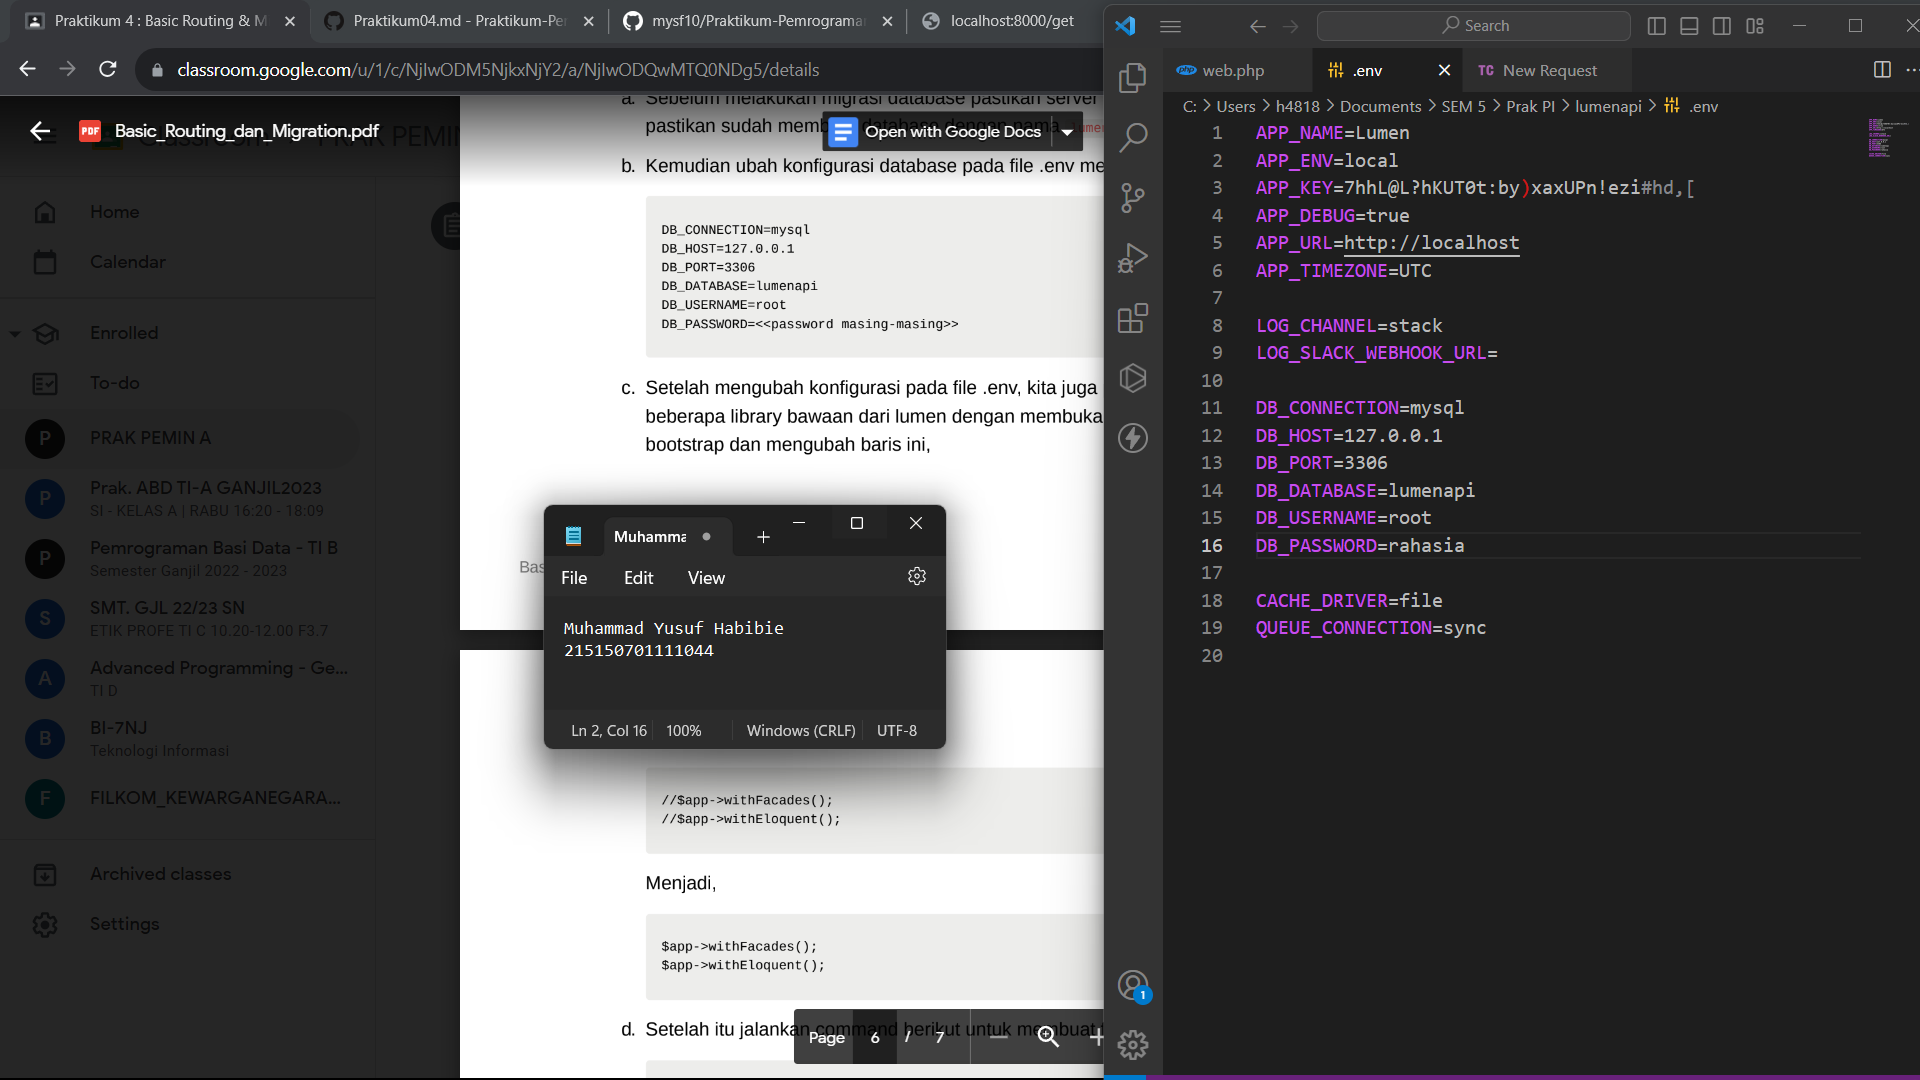 Praktikum 4 : Basic Routing & M
Praktikum04.md - Praktikum-Pe
mysf10/Praktikum-Pemrograman
localhost:8000/get
classroom.google.com/u/1/c/NjIwODM5NjkxNjY2/a/NjIwODQwMTQ0NDg5/details
Basic_Routing_dan_Migration.pdf
Open with Google Docs
Home
Calendar
Enrolled
To-do
P
PRAK PEMIN A
P
Prak. ABD TI-A GANJIL2023
SI - KELAS A | RABU 16:20 - 18:09
P
Pemrograman Basi Data - TI B
Semester Ganjil 2022 - 2023
S
SMT. GJL 22/23 SN
ETIK PROFE TI C 10.20-12.00 F3.7
A
Advanced Programming - Ge...
TI D
B
BI-7NJ
Teknologi Informasi
F
FILKOM_KEWARGANEGARA...
Archived classes
Settings
a. Sebelum melakukan migrasi database pastikan server
pastikan sudah memb database dengan nama lumen
b. Kemudian ubah konfigurasi database pada file .env me
DB_CONNECTION=mysql
DB_HOST=127.0.0.1
DB_PORT=3306
DB_DATABASE=lumenapi
DB_USERNAME=root
DB_PASSWORD=<<password masing-masing>>
c. Setelah mengubah konfigurasi pada file .env, kita juga
beberapa library bawaan dari lumen dengan membuka
bootstrap dan mengubah baris ini,
Bas
Muhamma
File Edit View
Muhammad Yusuf Habibie
215150701111044
Ln 2, Col 16 100% Windows (CRLF) UTF-8
//$app->withFacades();
//$app->withEloquent();
Menjadi,
$app->withFacades();
$app->withEloquent();
d. Setelah itu jalankan command berikut untuk membuat
Page 6 / 7
Search
web.php
.env
TC New Request
C: > Users > h4818 > Documents > SEM 5 > Prak PI > lumenapi > .env
1 APP_NAME=Lumen
2 APP_ENV=local
3 APP_KEY=7hhL@L?hKUT0t:by)xaxUPn!ezi#hd,[
4 APP_DEBUG=true
5 APP_URL=http://localhost
6 APP_TIMEZONE=UTC
7
8 LOG_CHANNEL=stack
9 LOG_SLACK_WEBHOOK_URL=
10
11 DB_CONNECTION=mysql
12 DB_HOST=127.0.0.1
13 DB_PORT=3306
14 DB_DATABASE=lumenapi
15 DB_USERNAME=root
16 DB_PASSWORD=rahasia
17
18 CACHE_DRIVER=file
19 QUEUE_CONNECTION=sync
20
1